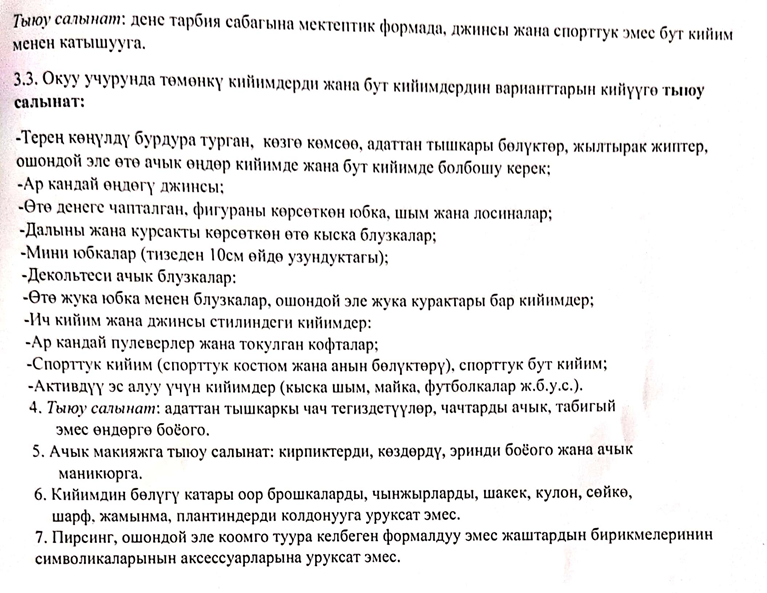 Тыюу салынат: дене тарбия сабагына мектептик формада, джинсы жана спорттук эмес бут кийим
менен катышууга.
3.3. Окуу учурунда төмөнкү кийимдерди жана бут кийимдердин варианттарын кийүүгө тыюу
салынат:
-Терең көңүлдү бурдура турган, көзгө көмсөө, адаттан тышкары бөлүктөр, жылтырак жиптер,
ошондой эле өтө ачык өңдөр кийимде жана бут кийимде болбошу керек;
-Ар кандай өңдөгү джинсы;
-Өтө денеге чапталган, фигураны көрсөткөн юбка, шым жана лосиналар;
-Далыны жана курсакты көрсөткөн өтө кыска блузкалар;
-Мини юбкалар (тизеден 10см өйдө узундуктагы);
-Декольтеси ачык блузкалар:
-Өтө жука юбка менен блузкалар, ошондой эле жука курактары бар кийимдер;
-Ич кийим жана джинсы стилиндеги кийимдер:
-Ар кандай пулеверлер жана токулган кофталар;
-Спорттук кийим (спорттук костюм жана анын бөлүктөрү), спорттук бут кийим;
-Активдүү эс алуу үчүн кийимдер (кыска шым, майка, футболкалар ж.б.у.с.).
4. Тыюу салынат: адаттан тышкаркы чач тегиздетүүлөр, чачтарды ачык, табигый
эмес өндөргө боёого.
5. Ачык макияжга тыюу салынат: кирпиктерди, көздөрдү, эринди боёого жана ачык
маникюрга.
6. Кийимдин бөлүгү катары оор брошкаларды, чынжырларды, шакек, кулон, сөйкө,
шарф, жамынма, плантиндерди колдонууга уруксат эмес.
7. Пирсинг, ошондой эле коомго туура келбеген формалдуу эмес жаштардын бирикмелеринин
символикаларынын аксессуарларына уруксат эмес.